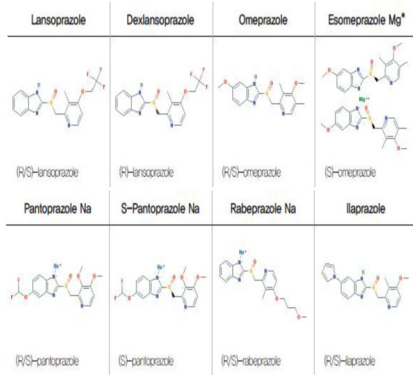 Lansoprazole Dexlansoprazole Omeprazole Esomeprazole Mg*
(R/S)-lansoprazole (R)-lansoprazole (R/S)-omeprazole (S)-omeprazole
Pantoprazole Na S-Pantoprazole Na Rabeprazole Na Ilaprazole
(R/S)-pantoprazole (S)-pantoprazole (R/S)-rabeprazole (R/S)-ilaprazole